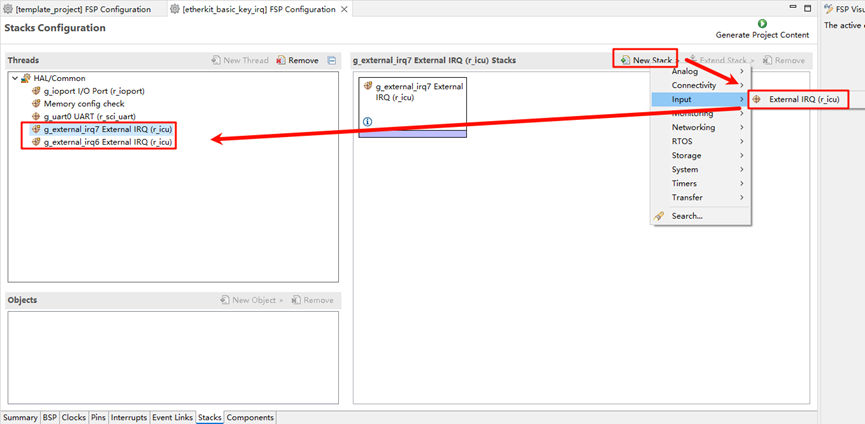 [template_project] FSP Configuration
[etherkit_basic_key_irq] FSP Configuration
FSP Visu
Stacks Configuration
The active e
Generate Project Content
Threads
New Thread
Remove
g_external_irq7 External IRQ (r_icu) Stacks
New Stack
Extend Stack >
Remove
HAL/Common
g_ioport I/O Port (r_ioport)
Memory config check
g_uart0 UART (r_sci_uart)
g_external_irq7 External IRQ (r_icu)
g_external_irq6 External IRQ (r_icu)
g_external_irq7 External
IRQ (r_icu)
Analog
Connectivity
Input
External IRQ (r_icu)
Monitoring
Networking
RTOS
Storage
System
Timers
Transfer
Search...
Objects
New Object >
Remove
Summary
BSP
Clocks
Pins
Interrupts
Event Links
Stacks
Components